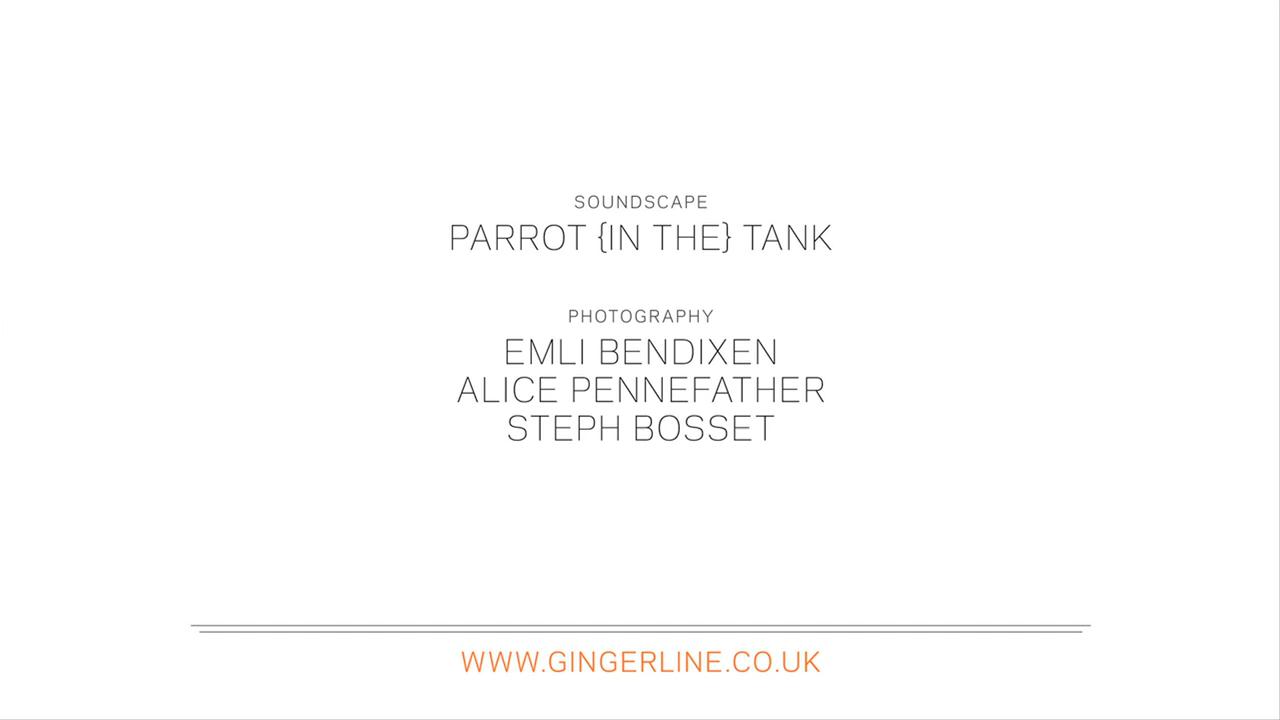 SOUNDSCAPE
PARROT {IN THE} TANK
PHOTOGRAPHY
EMLI BENDIXEN
ALICE PENNEFATHER
STEPH BOSSET
WWW.GINGERLINE.CO.UK